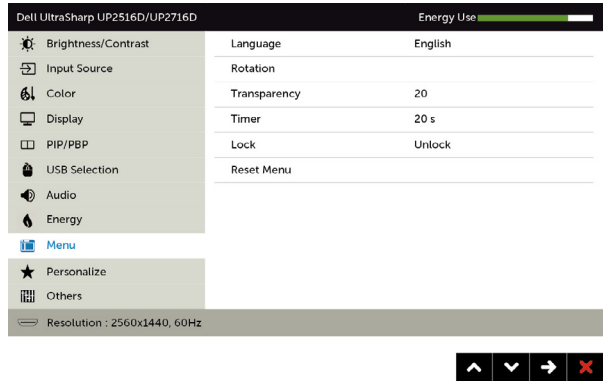 Dell UltraSharp UP2516D/UP2716D Energy Use
Brightness/Contrast
Input Source
Color
Display
PIP/PBP
USB Selection
Audio
Energy
Menu
Personalize
Others
Language English
Rotation
Transparency 20
Timer 20 s
Lock Unlock
Reset Menu
Resolution : 2560x1440, 60Hz